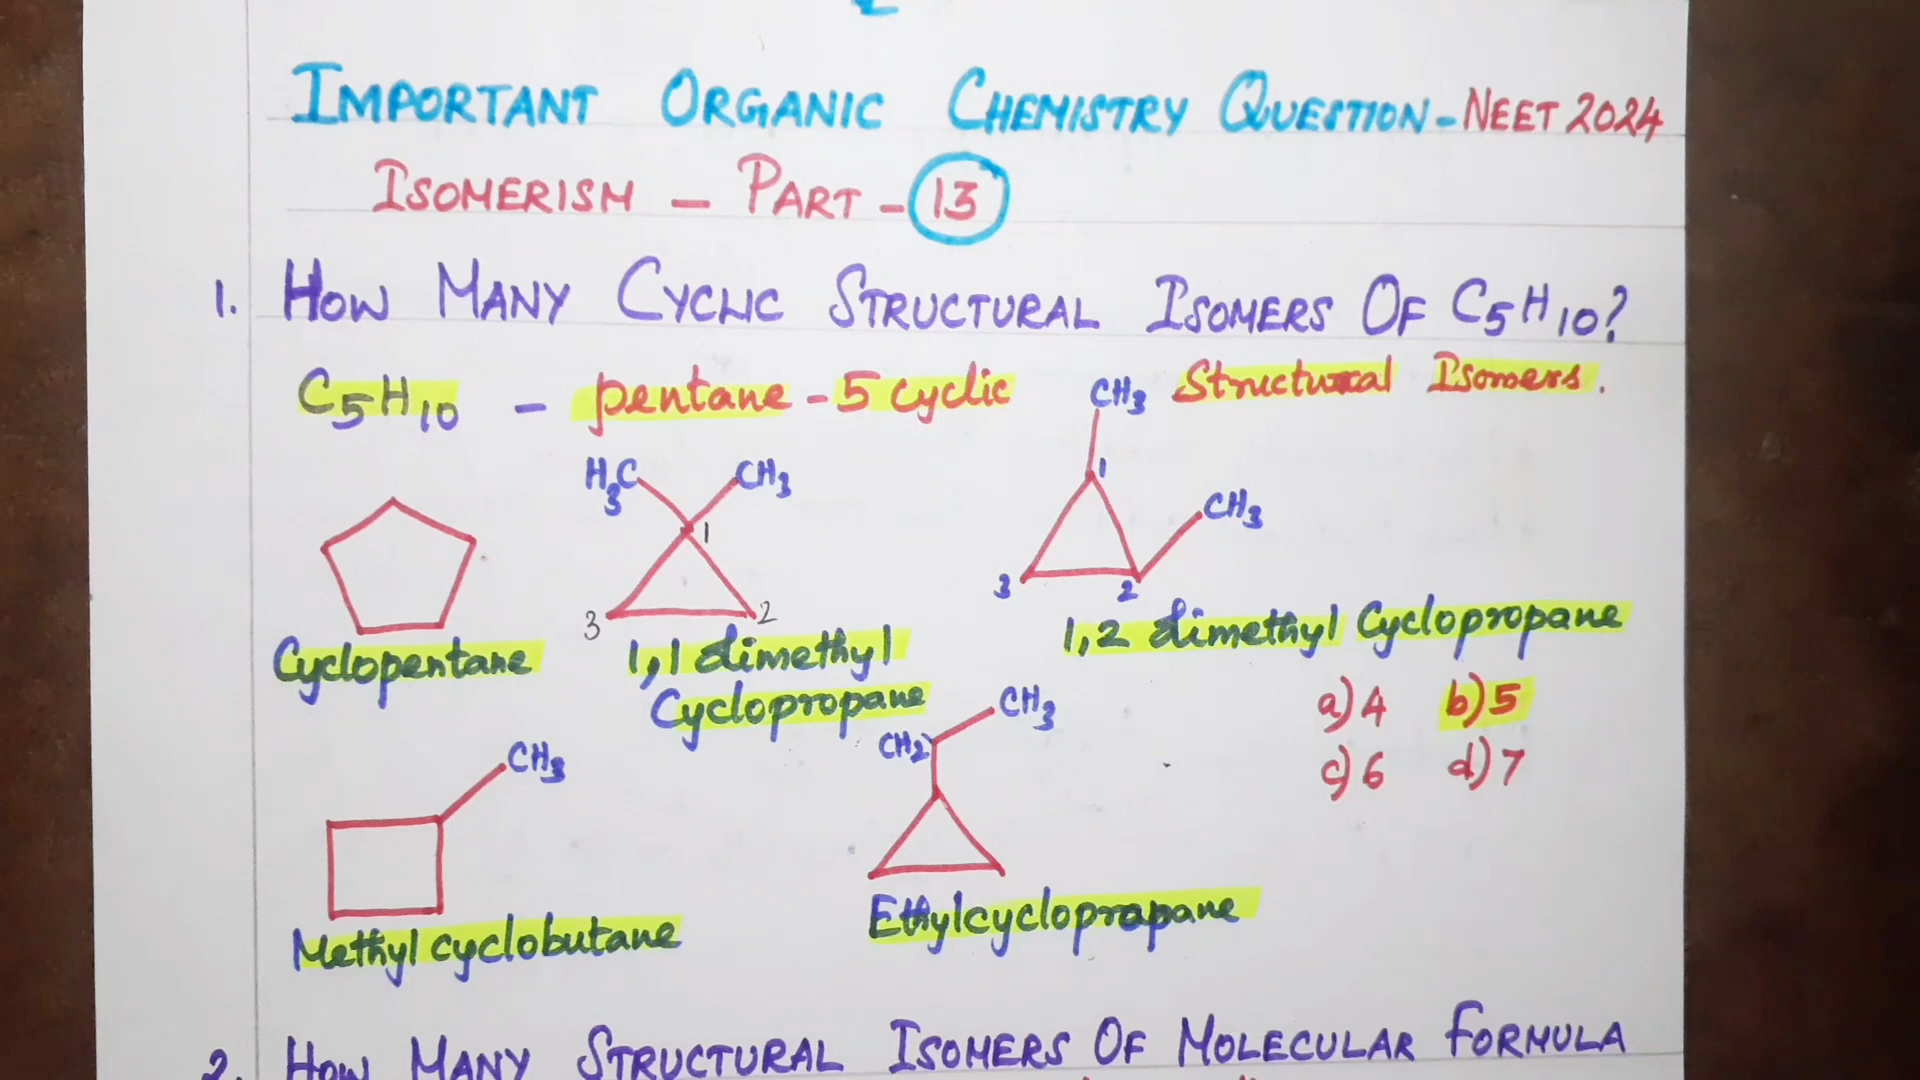 IMPORTANT ORGANIC CHEMISTRY QUESTION - NEET 2024
ISOMERISM - PART - 13
1. HOW MANY CYCLIC STRUCTURAL ISOMERS OF C5H10?
C5H10 - pentane - 5 cyclic Structural Isomers.
CH3
H3C CH3
1
CH3
1
3 2
3 2
Cyclopentane
1,1 dimethyl
Cyclopropane
1,2 dimethyl Cyclopropane
a) 4 b) 5
c) 6 d) 7
CH3
CH2 CH3
Methyl cyclobutane
Ethylcyclopropane
2. HOW MANY STRUCTURAL ISOMERS OF MOLECULAR FORMULA